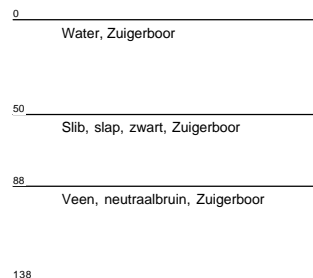 0
Water, Zuigerboor
50
Slib, slap, zwart, Zuigerboor
88
Veen, neutraalbruin, Zuigerboor
138